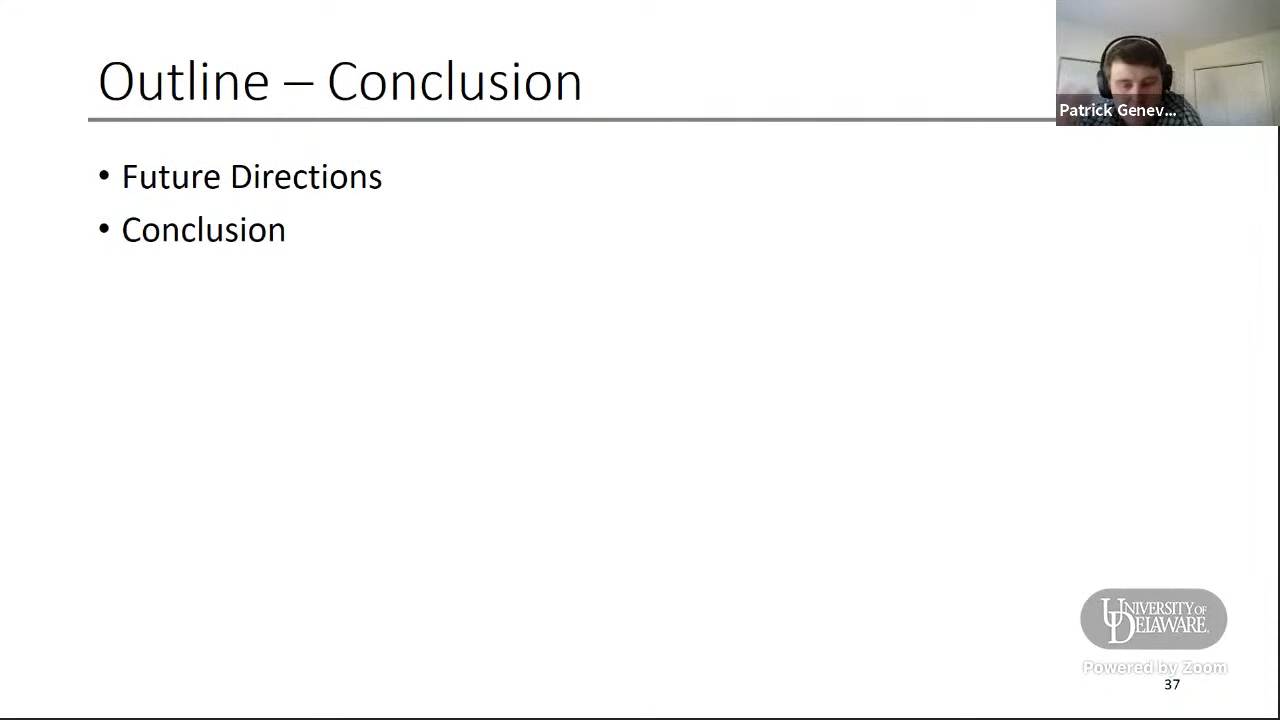 Outline – Conclusion
Patrick Genev...
• Future Directions
• Conclusion
UNIVERSITY OF
DELAWARE.
Powered by Zoom
37